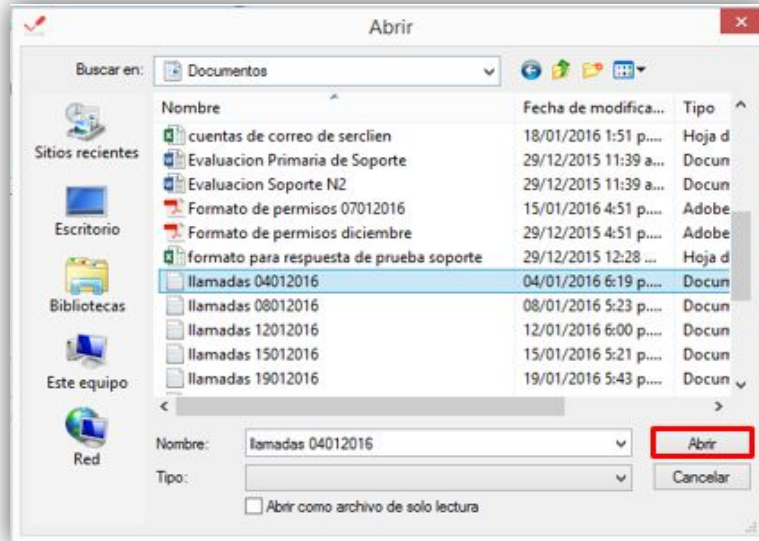 Abrir
Buscar en: Documentos
Nombre Fecha de modifica... Tipo
cuentas de correo de serclien 18/01/2016 1:51 p.... Hoja d
Evaluacion Primaria de Soporte 29/12/2015 11:39 a... Docum
Evaluacion Soporte N2 29/12/2015 11:39 a... Docum
Formato de permisos 07012016 15/01/2016 4:51 p.... Adobe
Formato de permisos diciembre 29/12/2015 4:51 p.... Adobe
formato para respuesta de prueba soporte 29/12/2015 12:28 ... Hoja d
llamadas 04012016 04/01/2016 6:19 p.... Docum
llamadas 08012016 08/01/2016 5:23 p.... Docum
llamadas 12012016 12/01/2016 6:00 p.... Docum
llamadas 15012016 15/01/2016 5:21 p.... Docum
llamadas 19012016 19/01/2016 5:43 p.... Docum
Sitios recientes
Escritorio
Bibliotecas
Este equipo
Red
Nombre: llamadas 04012016 Abrir
Tipo: Cancelar
Abrir como archivo de solo lectura